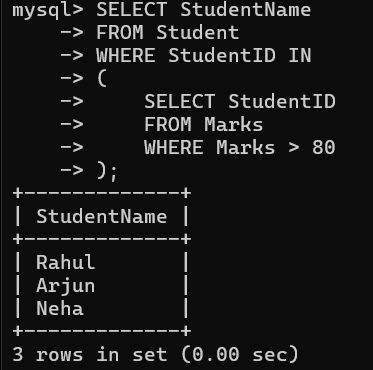 mysql> SELECT StudentName
    -> FROM Student
    -> WHERE StudentID IN
    -> (
    ->     SELECT StudentID
    ->     FROM Marks
    ->     WHERE Marks > 80
    -> );
+-------------+
| StudentName |
+-------------+
| Rahul       |
| Arjun       |
| Neha        |
+-------------+
3 rows in set (0.00 sec)